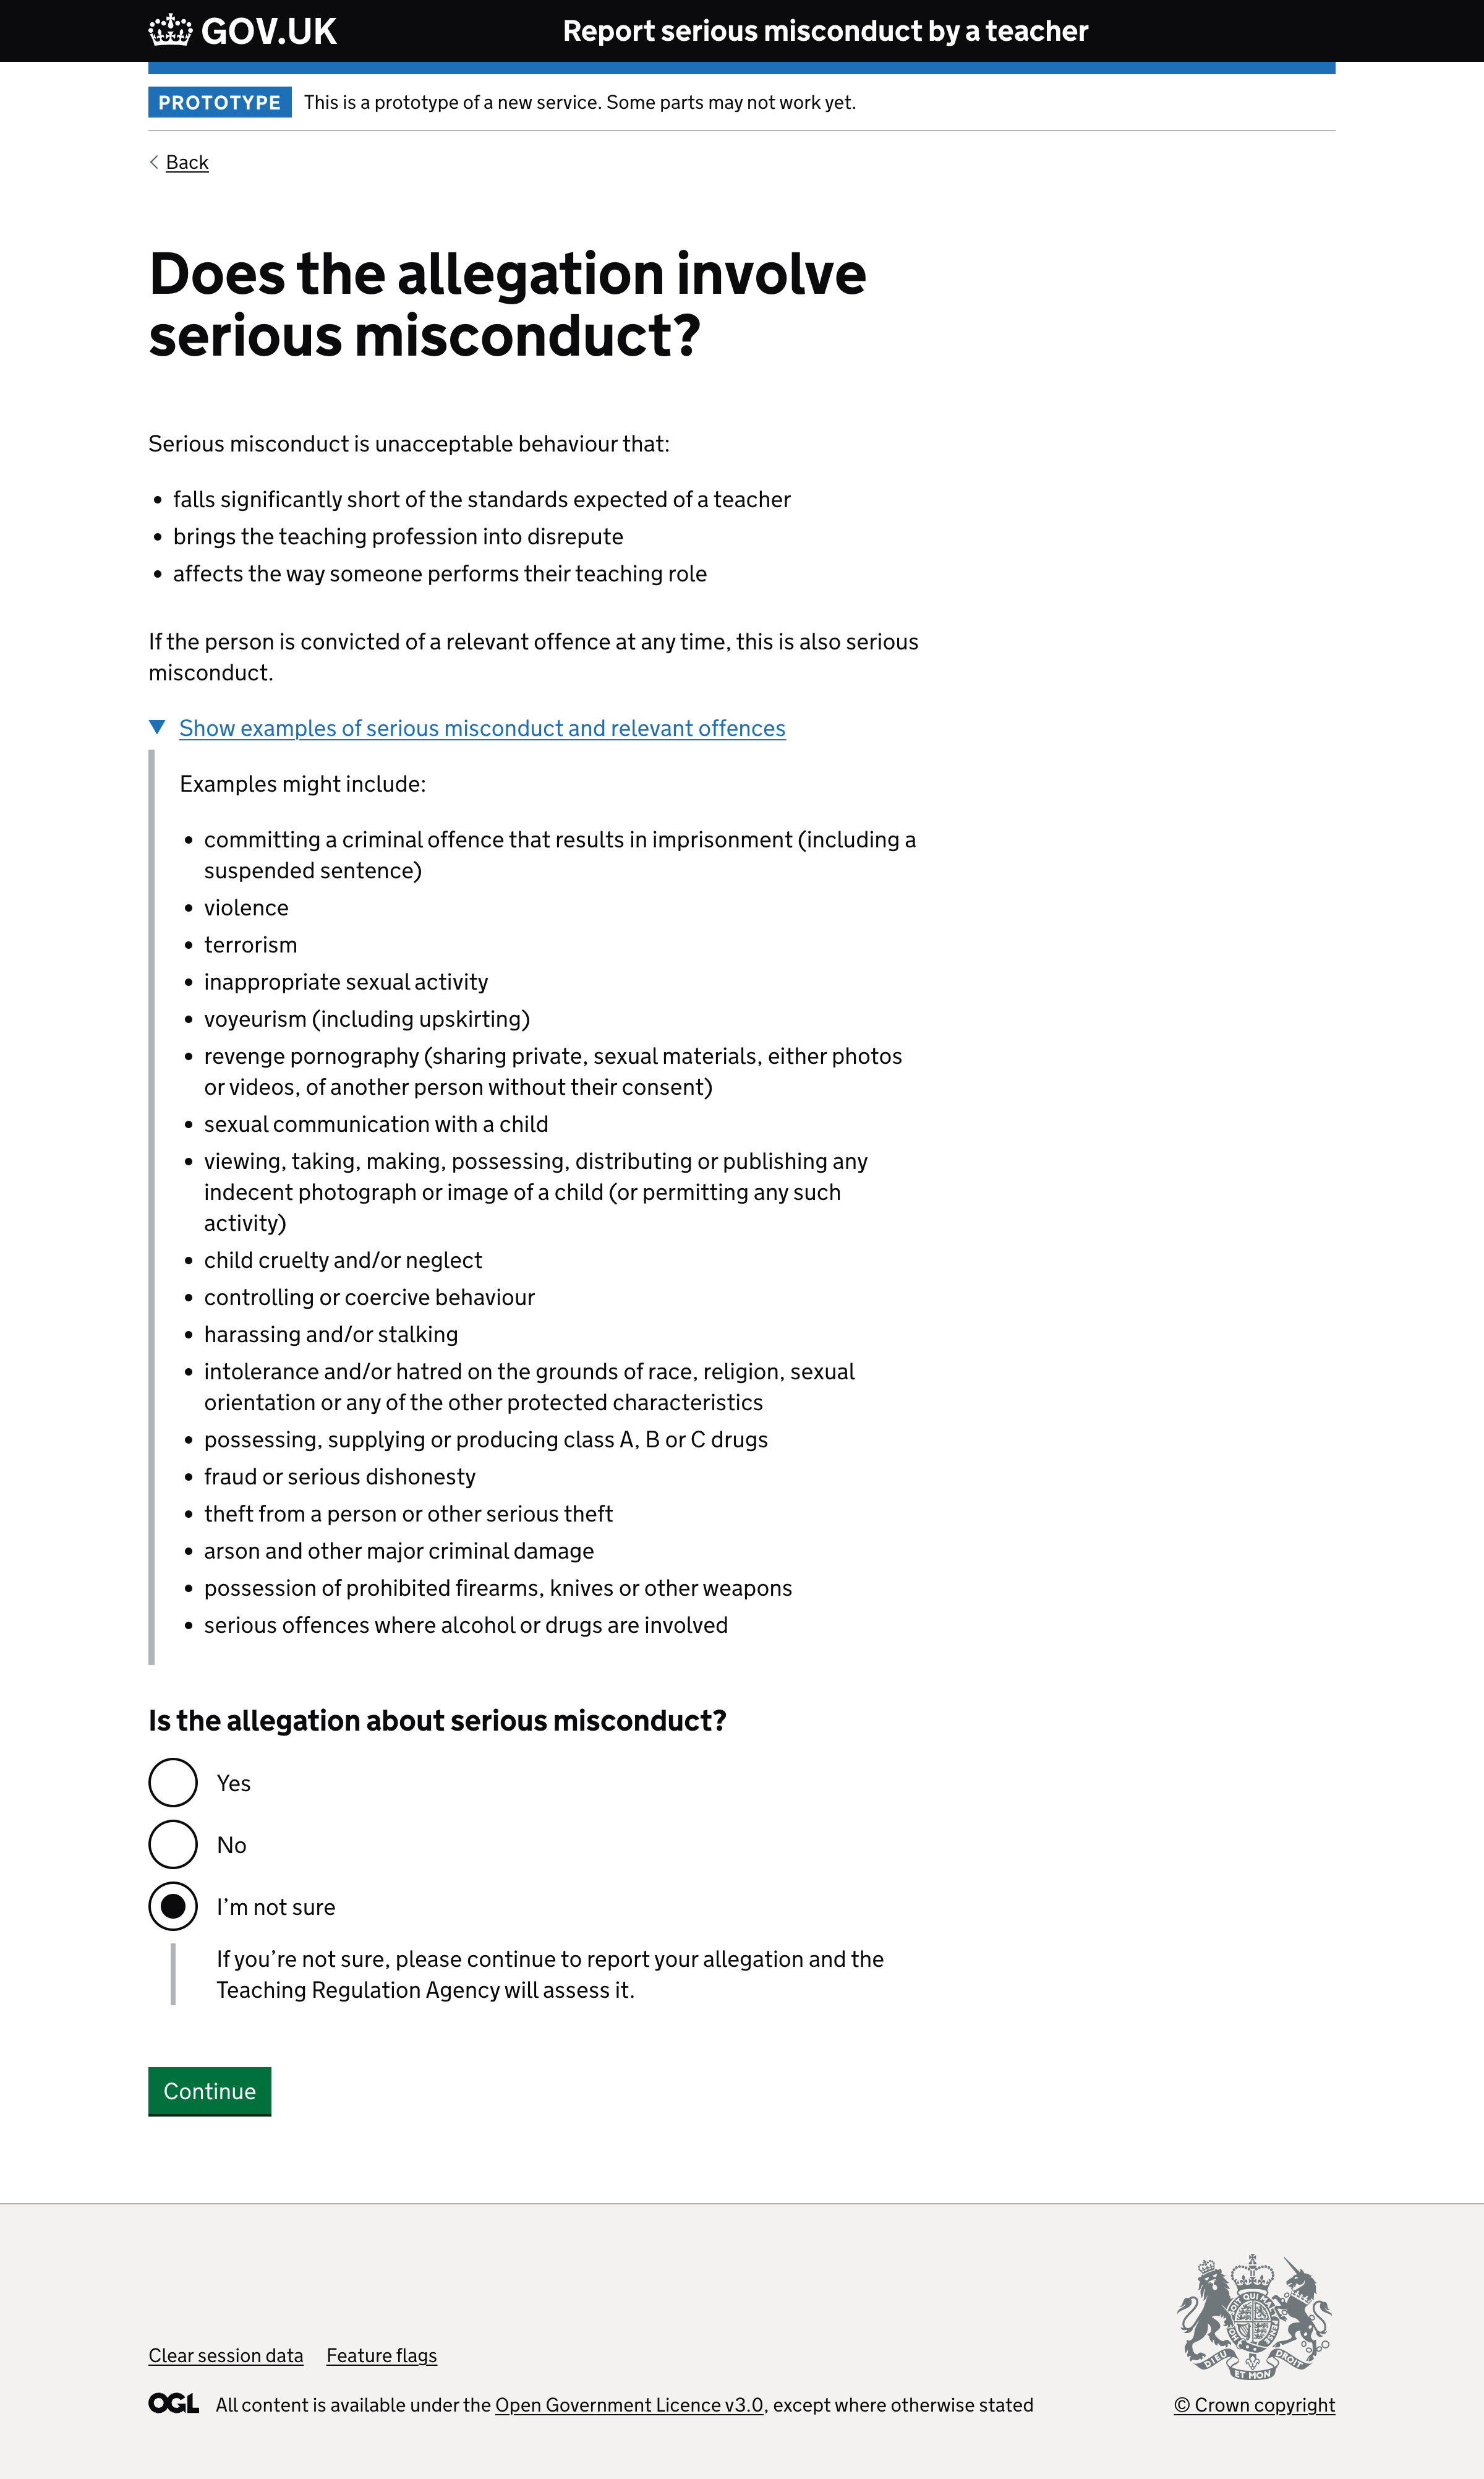 GOV.UK
Report serious misconduct by a teacher
PROTOTYPE
This is a prototype of a new service. Some parts may not work yet.
Back
Does the allegation involve
serious misconduct?
Serious misconduct is unacceptable behaviour that:
• falls significantly short of the standards expected of a teacher
• brings the teaching profession into disrepute
• affects the way someone performs their teaching role
If the person is convicted of a relevant offence at any time, this is also serious
misconduct.
Show examples of serious misconduct and relevant offences
Examples might include:
• committing a criminal offence that results in imprisonment (including a
suspended sentence)
• violence
• terrorism
• inappropriate sexual activity
• voyeurism (including upskirting)
• revenge pornography (sharing private, sexual materials, either photos
or videos, of another person without their consent)
• sexual communication with a child
• viewing, taking, making, possessing, distributing or publishing any
indecent photograph or image of a child (or permitting any such
activity)
• child cruelty and/or neglect
• controlling or coercive behaviour
• harassing and/or stalking
• intolerance and/or hatred on the grounds of race, religion, sexual
orientation or any of the other protected characteristics
• possessing, supplying or producing class A, B or C drugs
• fraud or serious dishonesty
• theft from a person or other serious theft
• arson and other major criminal damage
• possession of prohibited firearms, knives or other weapons
• serious offences where alcohol or drugs are involved
Is the allegation about serious misconduct?
Yes
No
I’m not sure
If you’re not sure, please continue to report your allegation and the
Teaching Regulation Agency will assess it.
Continue
Clear session data
Feature flags
DIEU ET MON DROIT
OGL
All content is available under the Open Government Licence v3.0, except where otherwise stated
© Crown copyright